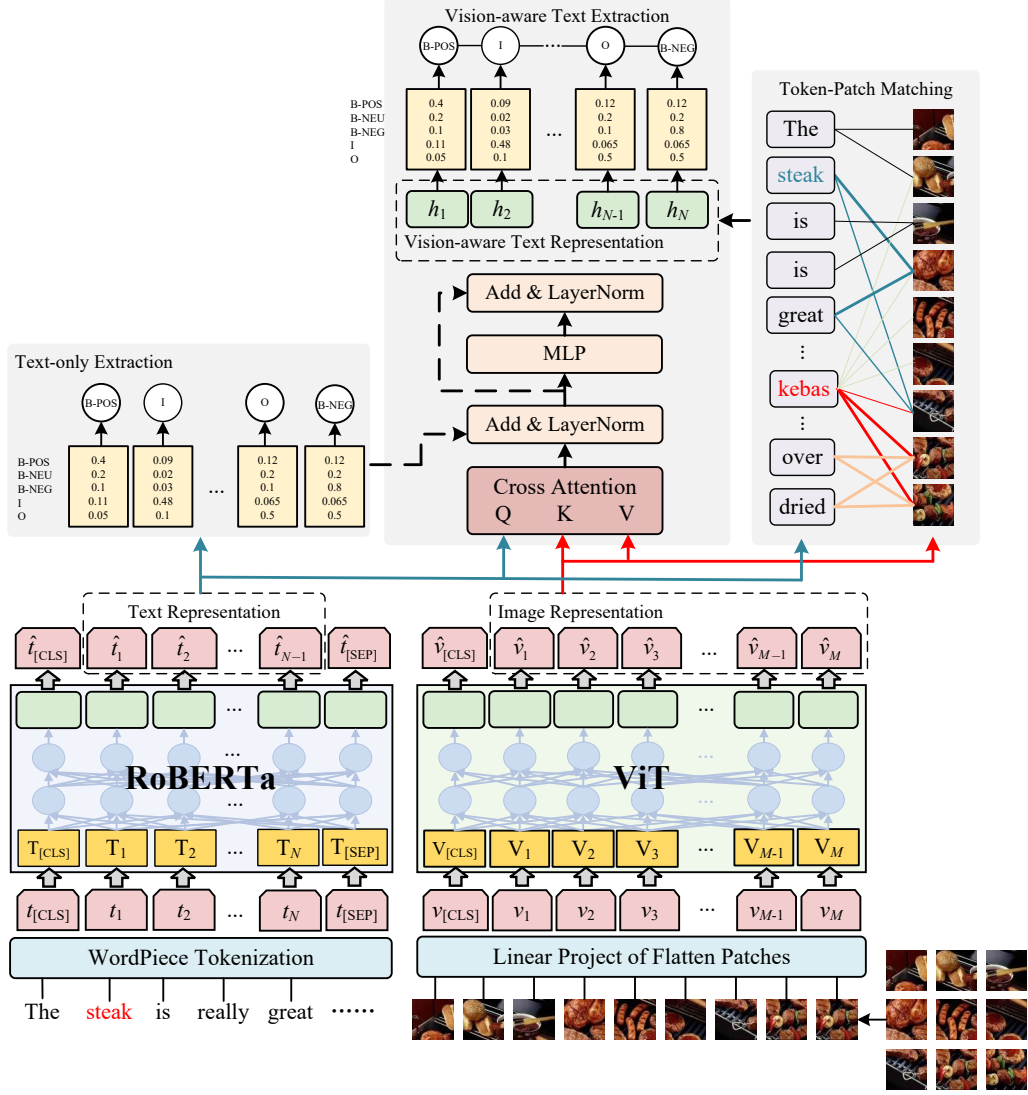 Vision-aware Text Extraction
B-POS I ... O B-NEG
B-POS 0.4 0.09 0.12 0.12
B-NEU 0.2 0.02 0.2 0.2
B-NEG 0.1 0.03 0.1 0.8
I 0.11 0.48 0.065 0.065
O 0.05 0.1 0.5 0.5
...
h1 h2 hN-1 hN
Vision-aware Text Representation
Add & LayerNorm
MLP
Add & LayerNorm
Cross Attention
Q K V
Token-Patch Matching
The
steak
is
is
great
...
kebas
...
over
dried
Text-only Extraction
B-POS I O B-NEG
B-POS 0.4 0.09 0.12 0.12
B-NEU 0.2 0.02 0.2 0.2
B-NEG 0.1 0.03 0.1 0.8
I 0.11 0.48 0.065 0.065
O 0.05 0.1 0.5 0.5
...
Text Representation
t̂[CLS] t̂1 t̂2 ... t̂N−1 t̂[SEP]
...
...
RoBERTa
...
T[CLS] T1 T2 ... TN T[SEP]
t[CLS] t1 t2 ... tN t[SEP]
WordPiece Tokenization
The steak is really great ······
Image Representation
v̂[CLS] v̂1 v̂2 v̂3 ... v̂M−1 v̂M
...
...
ViT
...
V[CLS] V1 V2 V3 ... VM-1 VM
v[CLS] v1 v2 v3 ... vM-1 vM
Linear Project of Flatten Patches